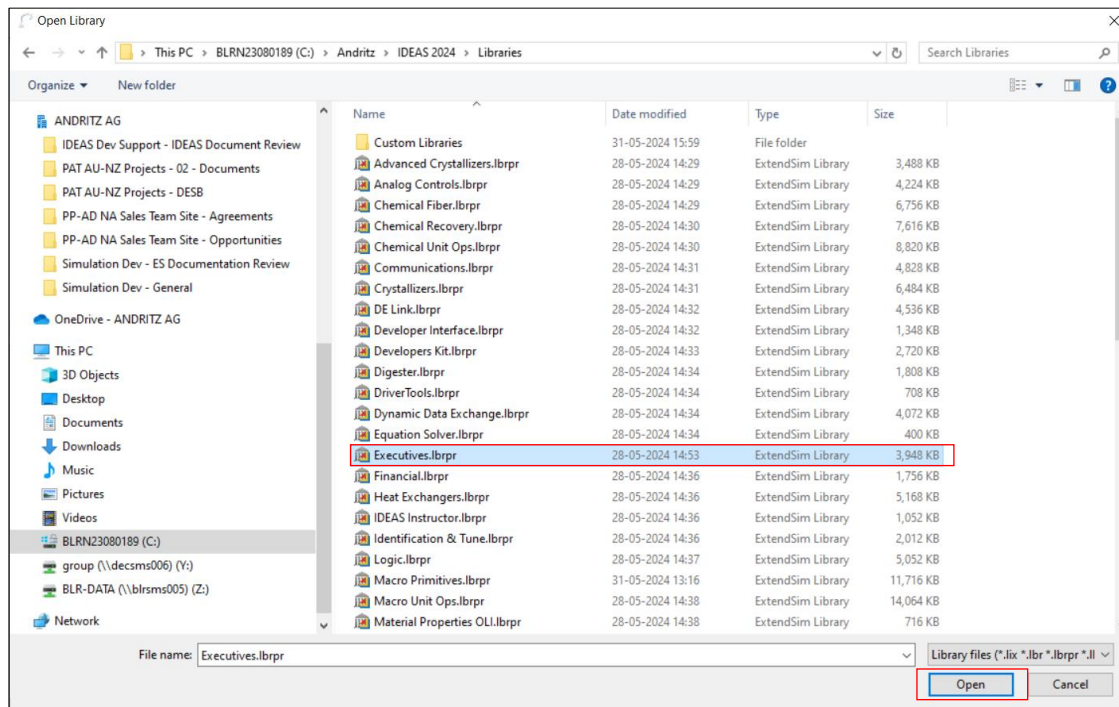 Open Library
This PC > BLRN23080189 (C:) > Andritz > IDEAS 2024 > Libraries
Search Libraries
Organize
New folder
ANDRITZ AG
IDEAS Dev Support - IDEAS Document Review
PAT AU-NZ Projects - 02 - Documents
PAT AU-NZ Projects - DESB
PP-AD NA Sales Team Site - Agreements
PP-AD NA Sales Team Site - Opportunities
Simulation Dev - ES Documentation Review
Simulation Dev - General
OneDrive - ANDRITZ AG
This PC
3D Objects
Desktop
Documents
Downloads
Music
Pictures
Videos
BLRN23080189 (C:)
group (\\decsms006) (Y:)
BLR-DATA (\\blrsms005) (Z:)
Network
Name Date modified Type Size
Custom Libraries 31-05-2024 15:59 File folder
Advanced Crystallizers.lbrpr 28-05-2024 14:29 ExtendSim Library 3,488 KB
Analog Controls.lbrpr 28-05-2024 14:29 ExtendSim Library 4,224 KB
Chemical Fiber.lbrpr 28-05-2024 14:29 ExtendSim Library 6,756 KB
Chemical Recovery.lbrpr 28-05-2024 14:30 ExtendSim Library 7,616 KB
Chemical Unit Ops.lbrpr 28-05-2024 14:30 ExtendSim Library 8,820 KB
Communications.lbrpr 28-05-2024 14:31 ExtendSim Library 4,828 KB
Crystallizers.lbrpr 28-05-2024 14:31 ExtendSim Library 6,484 KB
DE Link.lbrpr 28-05-2024 14:32 ExtendSim Library 4,536 KB
Developer Interface.lbrpr 28-05-2024 14:32 ExtendSim Library 1,348 KB
Developers Kit.lbrpr 28-05-2024 14:33 ExtendSim Library 2,720 KB
Digester.lbrpr 28-05-2024 14:34 ExtendSim Library 1,808 KB
DriverTools.lbrpr 28-05-2024 14:34 ExtendSim Library 708 KB
Dynamic Data Exchange.lbrpr 28-05-2024 14:34 ExtendSim Library 4,072 KB
Equation Solver.lbrpr 28-05-2024 14:34 ExtendSim Library 400 KB
Executives.lbrpr 28-05-2024 14:53 ExtendSim Library 3,948 KB
Financial.lbrpr 28-05-2024 14:36 ExtendSim Library 1,756 KB
Heat Exchangers.lbrpr 28-05-2024 14:36 ExtendSim Library 5,168 KB
IDEAS Instructor.lbrpr 28-05-2024 14:36 ExtendSim Library 1,052 KB
Identification & Tune.lbrpr 28-05-2024 14:36 ExtendSim Library 2,012 KB
Logic.lbrpr 28-05-2024 14:37 ExtendSim Library 5,052 KB
Macro Primitives.lbrpr 31-05-2024 13:16 ExtendSim Library 11,716 KB
Macro Unit Ops.lbrpr 28-05-2024 14:38 ExtendSim Library 14,064 KB
Material Properties OLI.lbrpr 28-05-2024 14:38 ExtendSim Library 716 KB
File name: Executives.lbrpr
Library files (*.lix *.lbr *.lbrpr *.ll
Open
Cancel